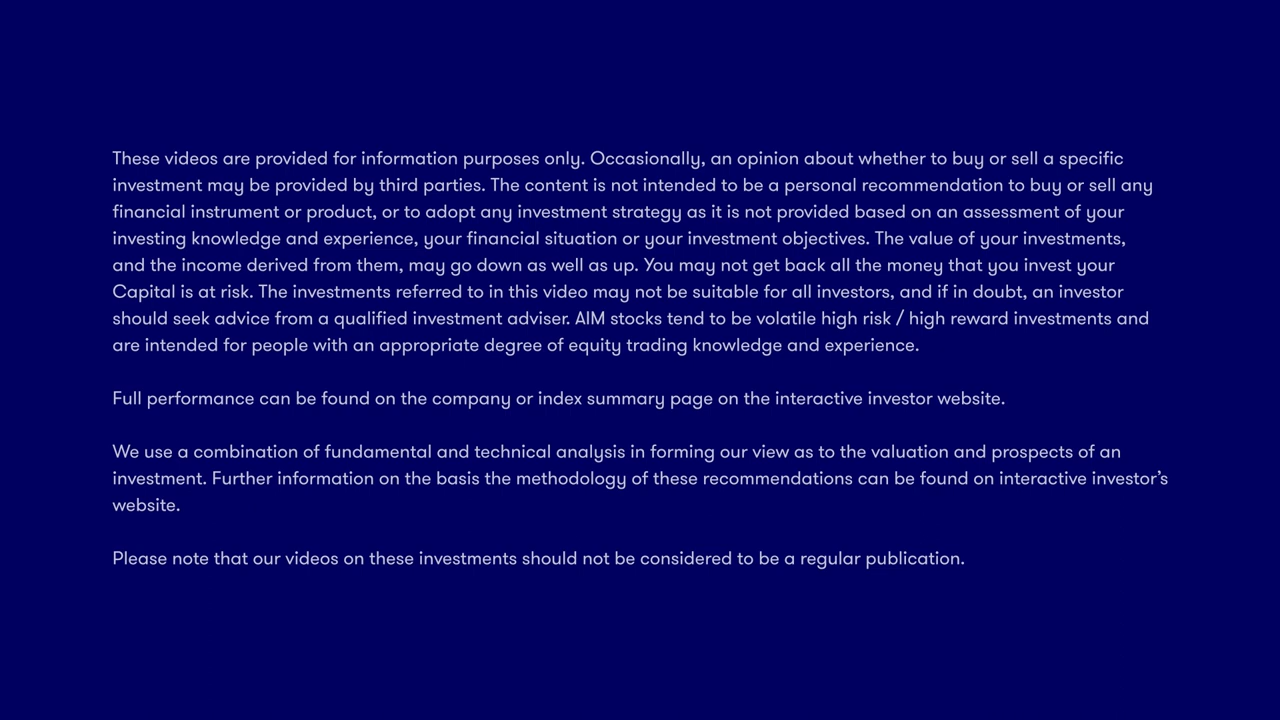 These videos are provided for information purposes only. Occasionally, an opinion about whether to buy or sell a specific
investment may be provided by third parties. The content is not intended to be a personal recommendation to buy or sell any
financial instrument or product, or to adopt any investment strategy as it is not provided based on an assessment of your
investing knowledge and experience, your financial situation or your investment objectives. The value of your investments,
and the income derived from them, may go down as well as up. You may not get back all the money that you invest your
Capital is at risk. The investments referred to in this video may not be suitable for all investors, and if in doubt, an investor
should seek advice from a qualified investment adviser. AIM stocks tend to be volatile high risk / high reward investments and
are intended for people with an appropriate degree of equity trading knowledge and experience.
Full performance can be found on the company or index summary page on the interactive investor website.
We use a combination of fundamental and technical analysis in forming our view as to the valuation and prospects of an
investment. Further information on the basis the methodology of these recommendations can be found on interactive investor’s
website.
Please note that our videos on these investments should not be considered to be a regular publication.